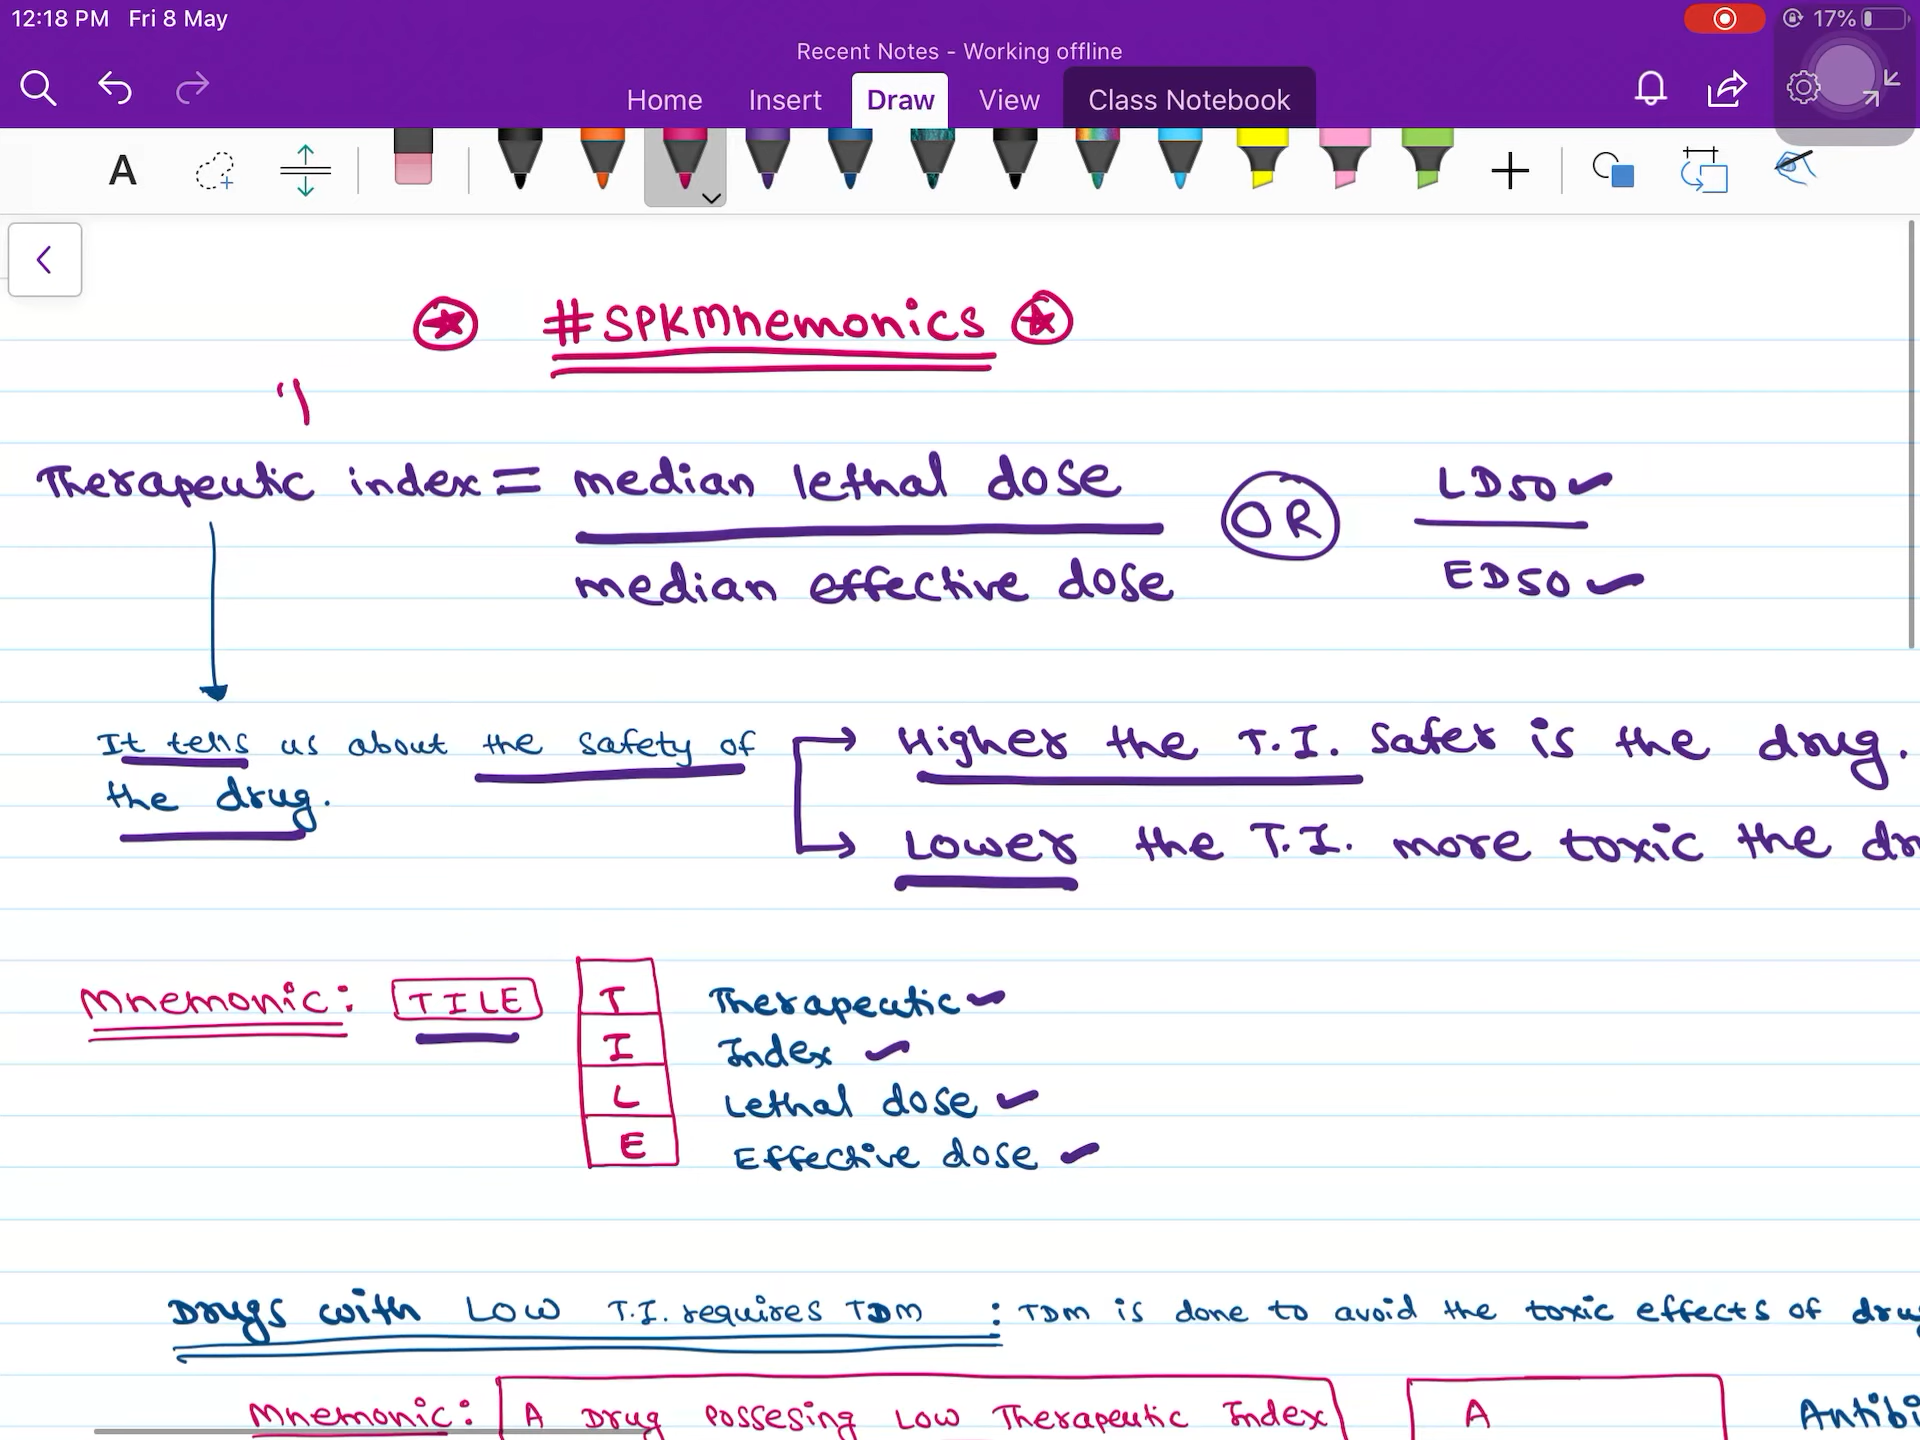 12:18 PM Fri 8 May
17%
Recent Notes - Working offline
Home Insert Draw View Class Notebook
A
#SPKMnemonics
Therapeutic index = median lethal dose OR LD50
median effective dose ED50
It tells us about the safety of
the drug.
Higher the T.I. safer is the drug.
Lower the T.I. more toxic the dr
Mnemonic: TILE
T Therapeutic
I Index
L Lethal dose
E Effective dose
Drugs with Low T.I. requires TDM : TDM is done to avoid the toxic effects of dru
Mnemonic: A Drug Possesing Low Therapeutic Index A Antibi